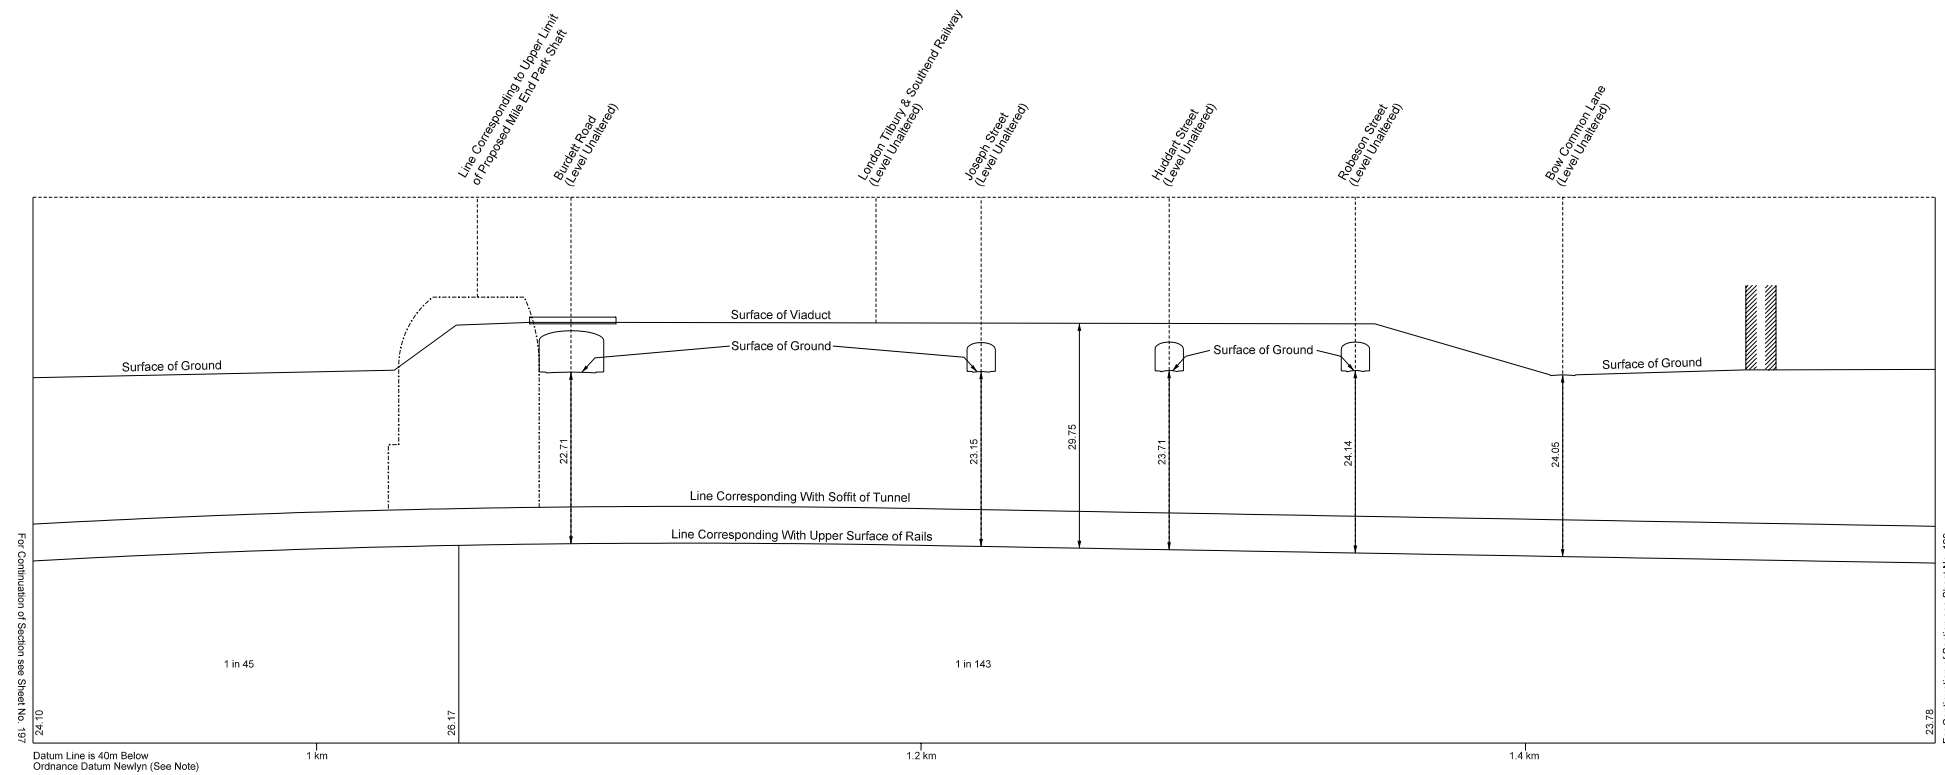 Line Corresponding to Upper Limit
of Proposed Mile End Park Shaft
Burdett Road
(Level Unaltered)
London Tilbury & Southend Railway
(Level Unaltered)
Joseph Street
(Level Unaltered)
Huddart Street
(Level Unaltered)
Robeson Street
(Level Unaltered)
Bow Common Lane
(Level Unaltered)
Surface of Viaduct
Surface of Ground
Surface of Ground
Surface of Ground
Surface of Ground
22.71
23.15
29.75
23.71
24.14
24.05
Line Corresponding With Soffit of Tunnel
Line Corresponding With Upper Surface of Rails
For Continuation of Section see Sheet No. 197
1 in 45
1 in 143
24.10
26.17
23.78
Datum Line is 40m Below
Ordnance Datum Newlyn (See Note)
1 km
1.2 km
1.4 km